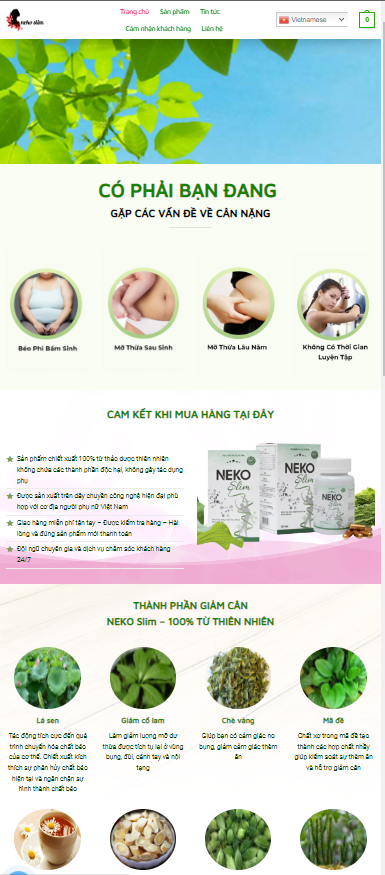 neko slim
Trang chủ Sản phẩm Tin tức
Cảm nhận khách hàng Liên hệ
Vietnamese
0
CÓ PHẢI BẠN ĐANG
GẶP CÁC VẤN ĐỀ VỀ CÂN NẶNG
Béo Phì Bẩm Sinh
Mỡ Thừa Sau Sinh
Mỡ Thừa Lâu Năm
Không Có Thời Gian
Luyện Tập
CAM KẾT KHI MUA HÀNG TẠI ĐÂY
Sản phẩm chiết xuất 100% từ thảo dược thiên nhiên
không chứa các thành phần độc hại, không gây tác dụng
phụ
Được sản xuất trên dây chuyền công nghệ hiện đại phù
hợp với cơ địa người phụ nữ Việt Nam
Giao hàng miễn phí tận tay – Được kiểm tra hàng – Hài
lòng và đúng sản phẩm mới thanh toán
Đội ngũ chuyên gia và dịch vụ chăm sóc khách hàng
24/7
NEKO
Slim
NEKO
Slim
NEKO
Slim
THÀNH PHẦN GIẢM CÂN
NEKO Slim – 100% TỪ THIÊN NHIÊN
Lá sen
Tác động tích cực đến quá
trình chuyển hóa chất béo
của cơ thể. Chiết xuất kích
thích sự phân hủy chất béo
hiện tại và ngăn chặn sự
hình thành chất béo
Giảm cổ lam
Làm giảm lượng mỡ dư
thừa được tích tụ lại ở vùng
bụng, đùi, cánh tay và nội
tạng
Chè vằng
Giúp bạn có cảm giác no
bụng, giảm cảm giác thèm
ăn
Mã đề
Chất xơ trong mã đề tạo
thành các hợp chất nhầy
giúp kiểm soát sự thèm ăn
và hỗ trợ giảm cân